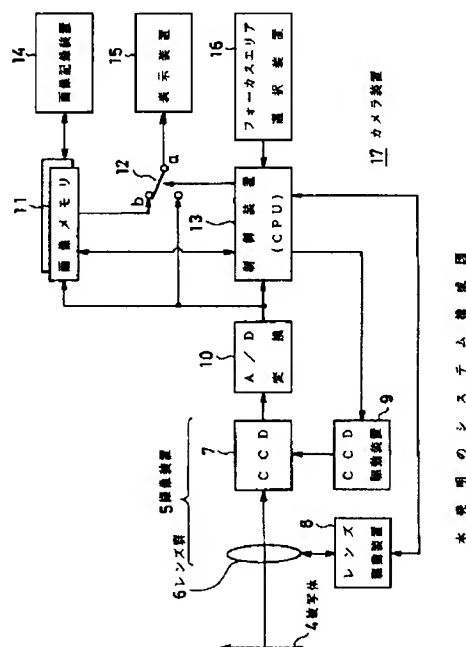 14
画像記録装置
15
表示装置
16
フォーカスエリア
選択装置
11
画像メモリ
12
a
b
13
制御装置
(CPU)
17 カメラ装置
10
A/D
変換
5撮像装置
7
CCD
9
CCD
駆動装置
6レンズ群
8
レンズ
駆動装置
4被写体
本発明のシステム構成図